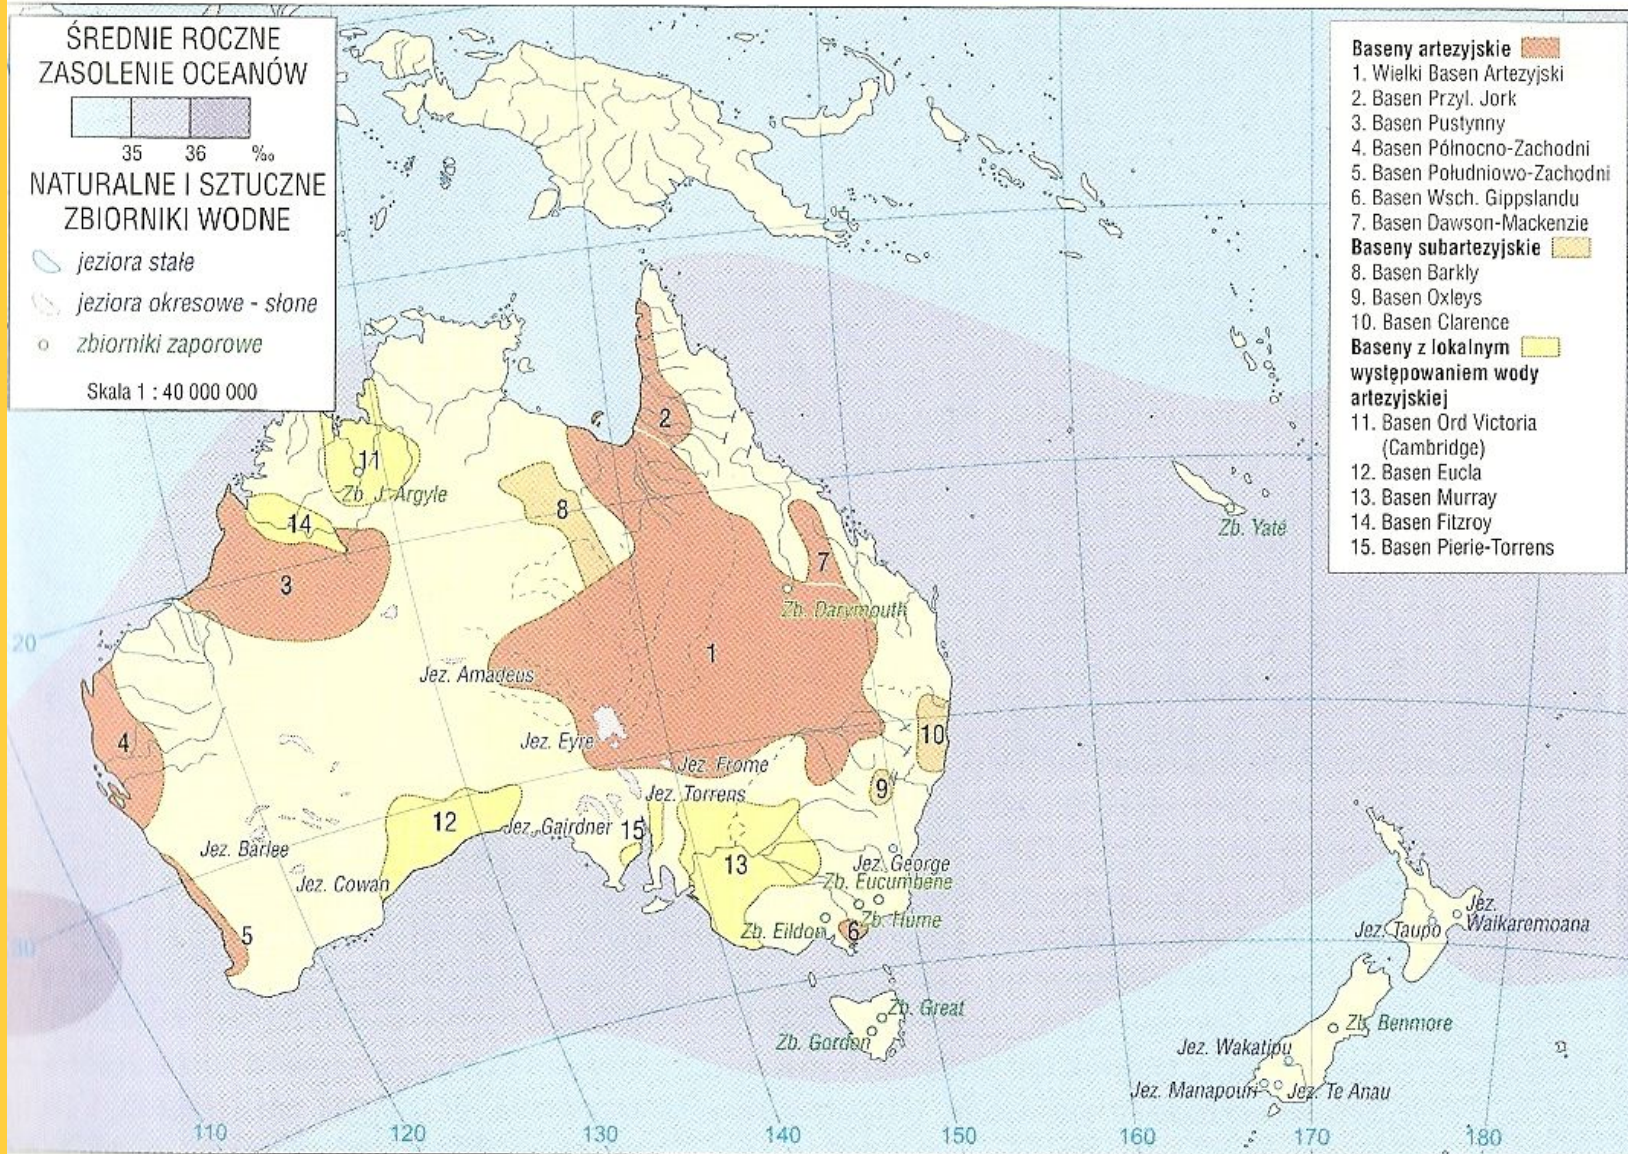 ŚREDNIE ROCZNE
ZASOLENIE OCEANÓW
35 36 ‰
NATURALNE I SZTUCZNE
ZBIORNIKI WODNE
jeziora stałe
jeziora okresowe - słone
zbiorniki zaporowe
Skala 1 : 40 000 000
Baseny artezyjskie
1. Wielki Basen Artezyjski
2. Basen Przyl. Jork
3. Basen Pustynny
4. Basen Północno-Zachodni
5. Basen Południowo-Zachodni
6. Basen Wsch. Gippslandu
7. Basen Dawson-Mackenzie
Baseny subartezyjskie
8. Basen Barkly
9. Basen Oxleys
10. Basen Clarence
Baseny z lokalnym
występowaniem wody
artezyjskiej
11. Basen Ord Victoria
(Cambridge)
12. Basen Eucla
13. Basen Murray
14. Basen Fitzroy
15. Basen Pierie-Torrens
2
11
Zb. J. Argyle
14
8
Zb. Yaté
7
3
Zb. Darymouth
20
1
Jez. Amadeus
4
Jez. Eyre
10
Jez. Frome
9
Jez. Torrens
12
Jez. Gairdner
15
Jez. Barlee
13
Jez. George
Jez. Cowan
Zb. Eucumbene
Zb. Hume
Zb. Eildon
6
5
30
Jez. Taupo
Jez.
Waikaremoana
Zb. Great
Zb. Gordon
Zb. Benmore
Jez. Wakatipu
Jez. Manapouri
Jez. Te Anau
110 120 130 140 150 160 170 180